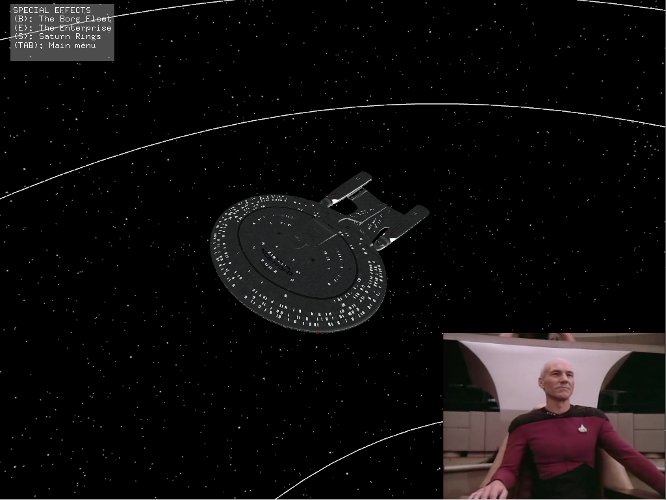 SPECIAL EFFECTS
(B): The Borg Fleet
(E): The Enterprise
(S): Saturn Rings
(TAB): Main menu